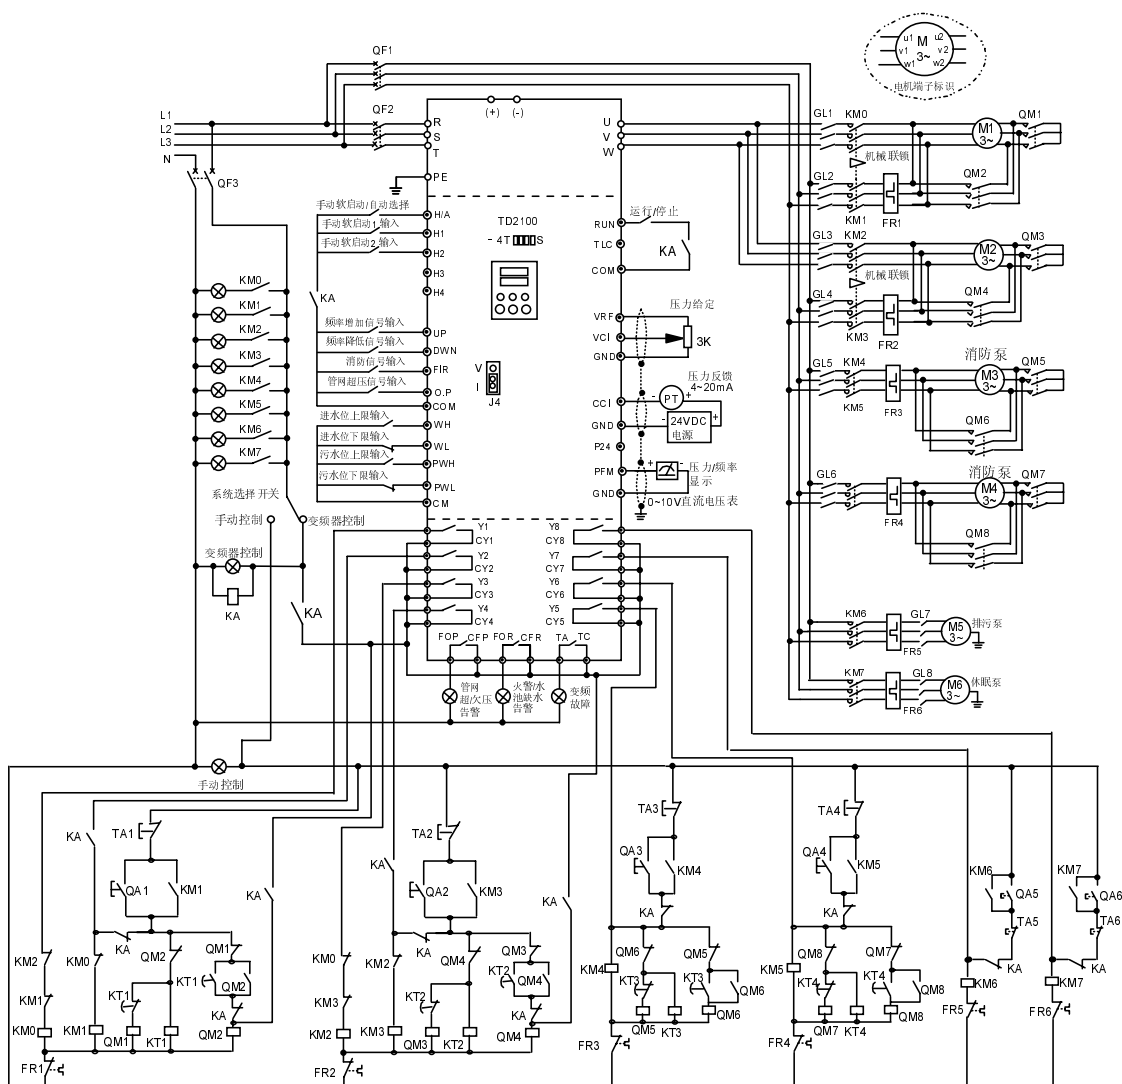 QF1
u1 M u2
v1 v2
w1 3~ w2
电机端子标识
(+) (-)
L1
L2
L3
N
QF2
QF3
R
S
T
PE
U
V
W
GL1 KM0
M1
3~
QM1
机械联锁
GL2
QM2
KM1
FR1
手动软启动/自动选择
手动软启动1输入
手动软启动2输入
H/A
H1
H2
H3
H4
TD2100
- 4T S
运行/停止
RUN
TLC
COM
KA
GL3 KM2
M2
3~
QM3
机械联锁
GL4
QM4
KM3
FR2
KM0
KM1
KM2
KM3
KM4
KM5
KM6
KM7
KA
频率增加信号输入
频率降低信号输入
消防信号输入
管网超压信号输入
UP
DWN
FIR
O.P
COM
V
I
J4
压力给定
VRF
VCI
GND
3K
压力反馈
4~20mA
CCI
PT
+
-
GND
24VDC
电源
- +
P24
PFM
+ -
压力/频率
显示
GND
0~10V直流电压表
消防泵
GL5 KM4
M3
3~
QM5
KM5
FR3
QM6
消防泵
GL6
M4
3~
QM7
FR4
QM8
进水位上限输入
进水位下限输入
污水位上限输入
污水位下限输入
WH
WL
PWH
PWL
CM
系统选择开关
手动控制
变频器控制
变频器控制
KA
KA
Y1
CY1
Y2
CY2
Y3
CY3
Y4
CY4
Y8
CY8
Y7
CY7
Y6
CY6
Y5
CY5
FOP CFP FOR CFR TA TC
管网
超/欠压
告警
火警/水
池缺水
告警
变频
故障
KM6
GL7
M5
3~
排污泵
FR5
KM7
GL8
M6
3~
休眠泵
FR6
手动控制
KA
TA1
QA1
KM1
KA
KA
QM2
QM1
KM2
KM0
KT1
QM2
KM1
KT1
KA
KM0
KM1
QM1
KT1
QM2
FR1
TA2
KA
QA2
KM3
KA
KA
QM4
QM3
KM0
KM2
KT2
QM4
KM3
KT2
KA
KM2
KM3
QM3
KT2
QM4
FR2
TA3
QA3
KM4
KA
QM6
QM5
KM4
KT3
KT3
QM6
QM5
KT3
QM6
FR3
TA4
QA4
KM5
KA
QM8
QM7
KM5
KT4
KT4
QM8
QM7
KT4
QM8
FR4
KM6
QA5
TA5
KA
KM6
FR5
KM7
QA6
TA6
KA
KM7
FR6